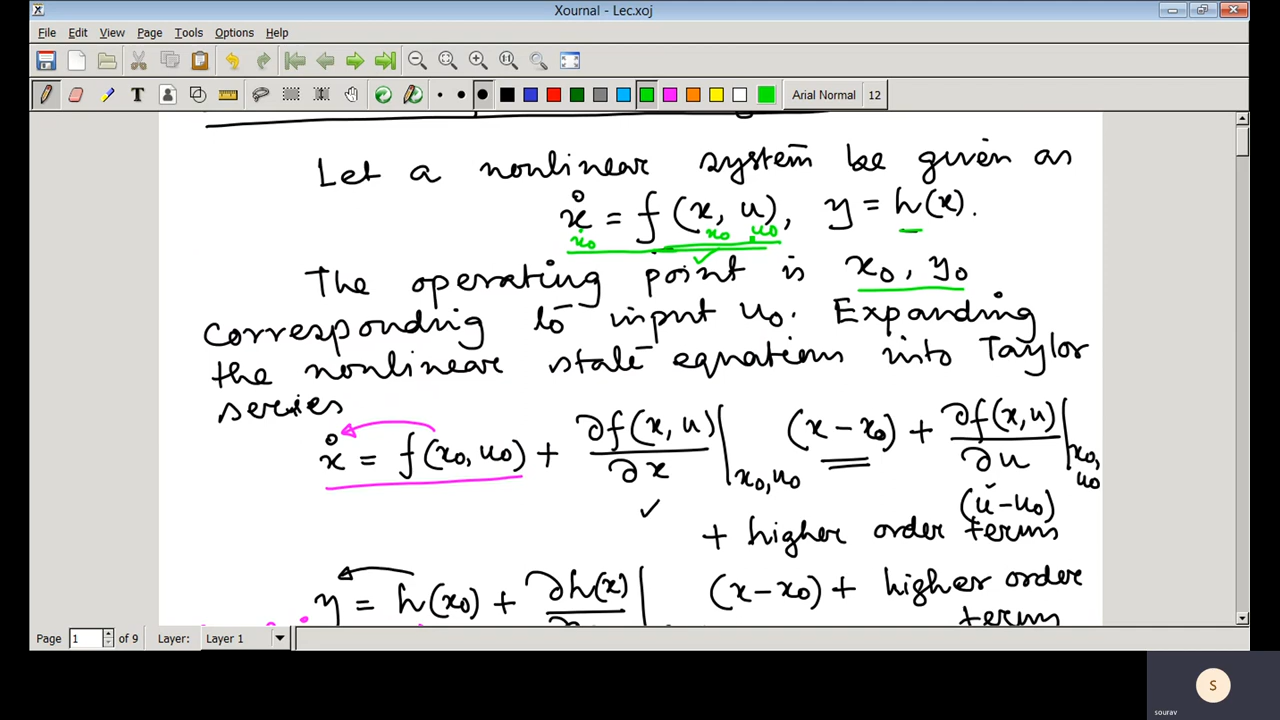 Xournal - Lec.xoj
File Edit View Page Tools Options Help
Arial Normal 12
Let a nonlinear system be given as
ẋ = f(x, u), y = h(x).
ẋ0 x0 u0
The operating point is x0, y0
corresponding to input u0. Expanding
the nonlinear state equations into Taylor
series
ẋ = f(x0, u0) + ∂f(x, u)/∂x |x0,u0 (x - x0) + ∂f(x, u)/∂u |x0, u0
(u - u0)
+ higher order terms
y = h(x0) + ∂h(x) (x - x0) + higher order
terms
Page 1 of 9 Layer: Layer 1
S
sourav